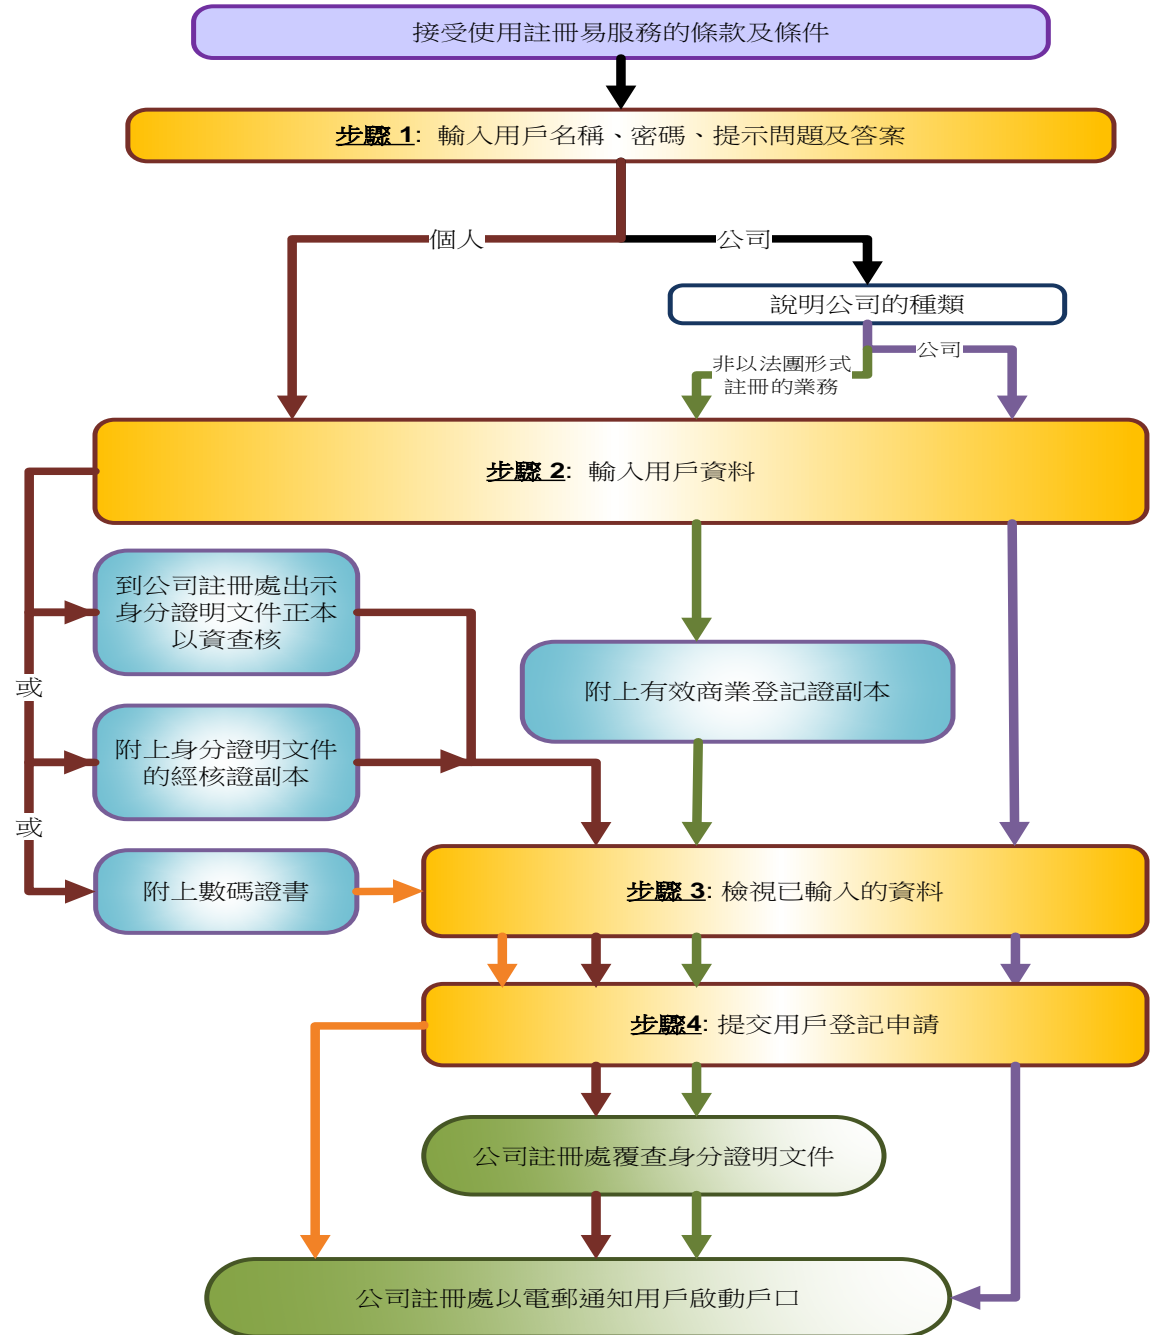 接受使用註冊易服務的條款及條件
步驟 1: 輸入用戶名稱、密碼、提示問題及答案
個人
公司
說明公司的種類
公司
非以法團形式
註冊的業務
步驟 2: 輸入用戶資料
到公司註冊處出示
身分證明文件正本
以資查核
或
附上有效商業登記證副本
附上身分證明文件
的經核證副本
或
附上數碼證書
步驟 3: 檢視已輸入的資料
步驟4: 提交用戶登記申請
公司註冊處覆查身分證明文件
公司註冊處以電郵通知用戶啟動戶口